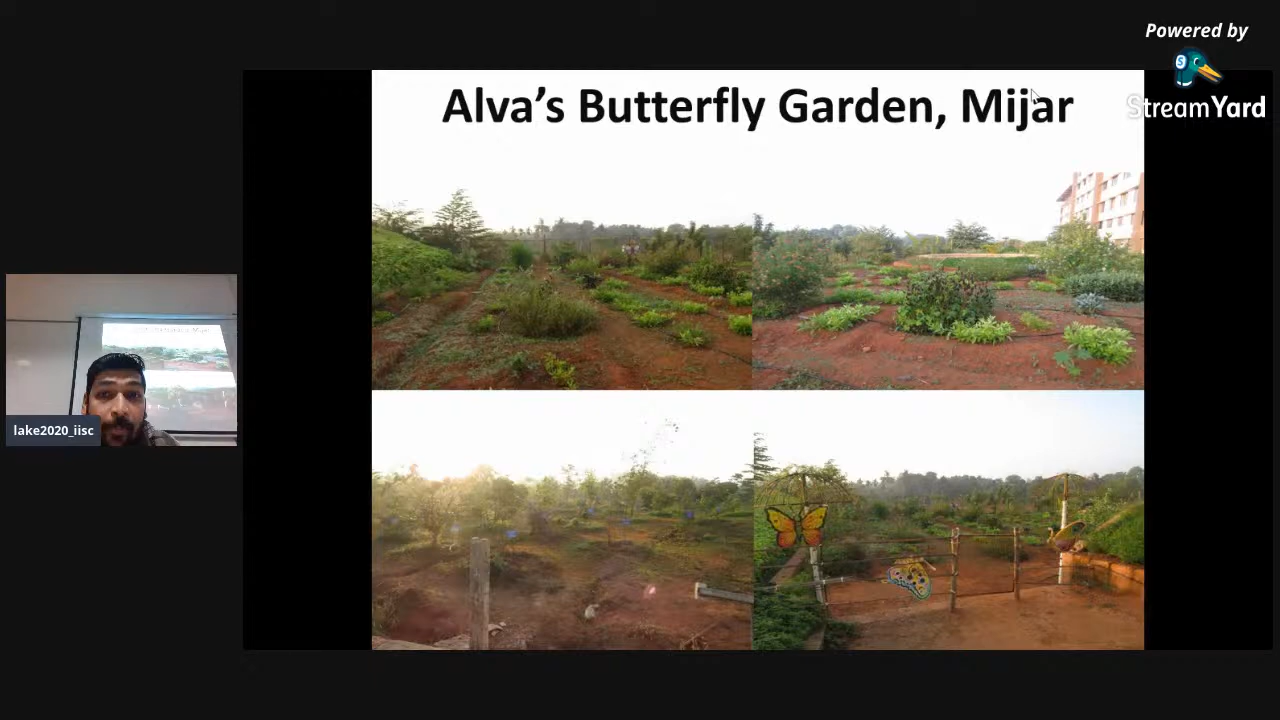 Powered by
StreamYard
Alva's Butterfly Garden, Mijar
lake2020_iisc